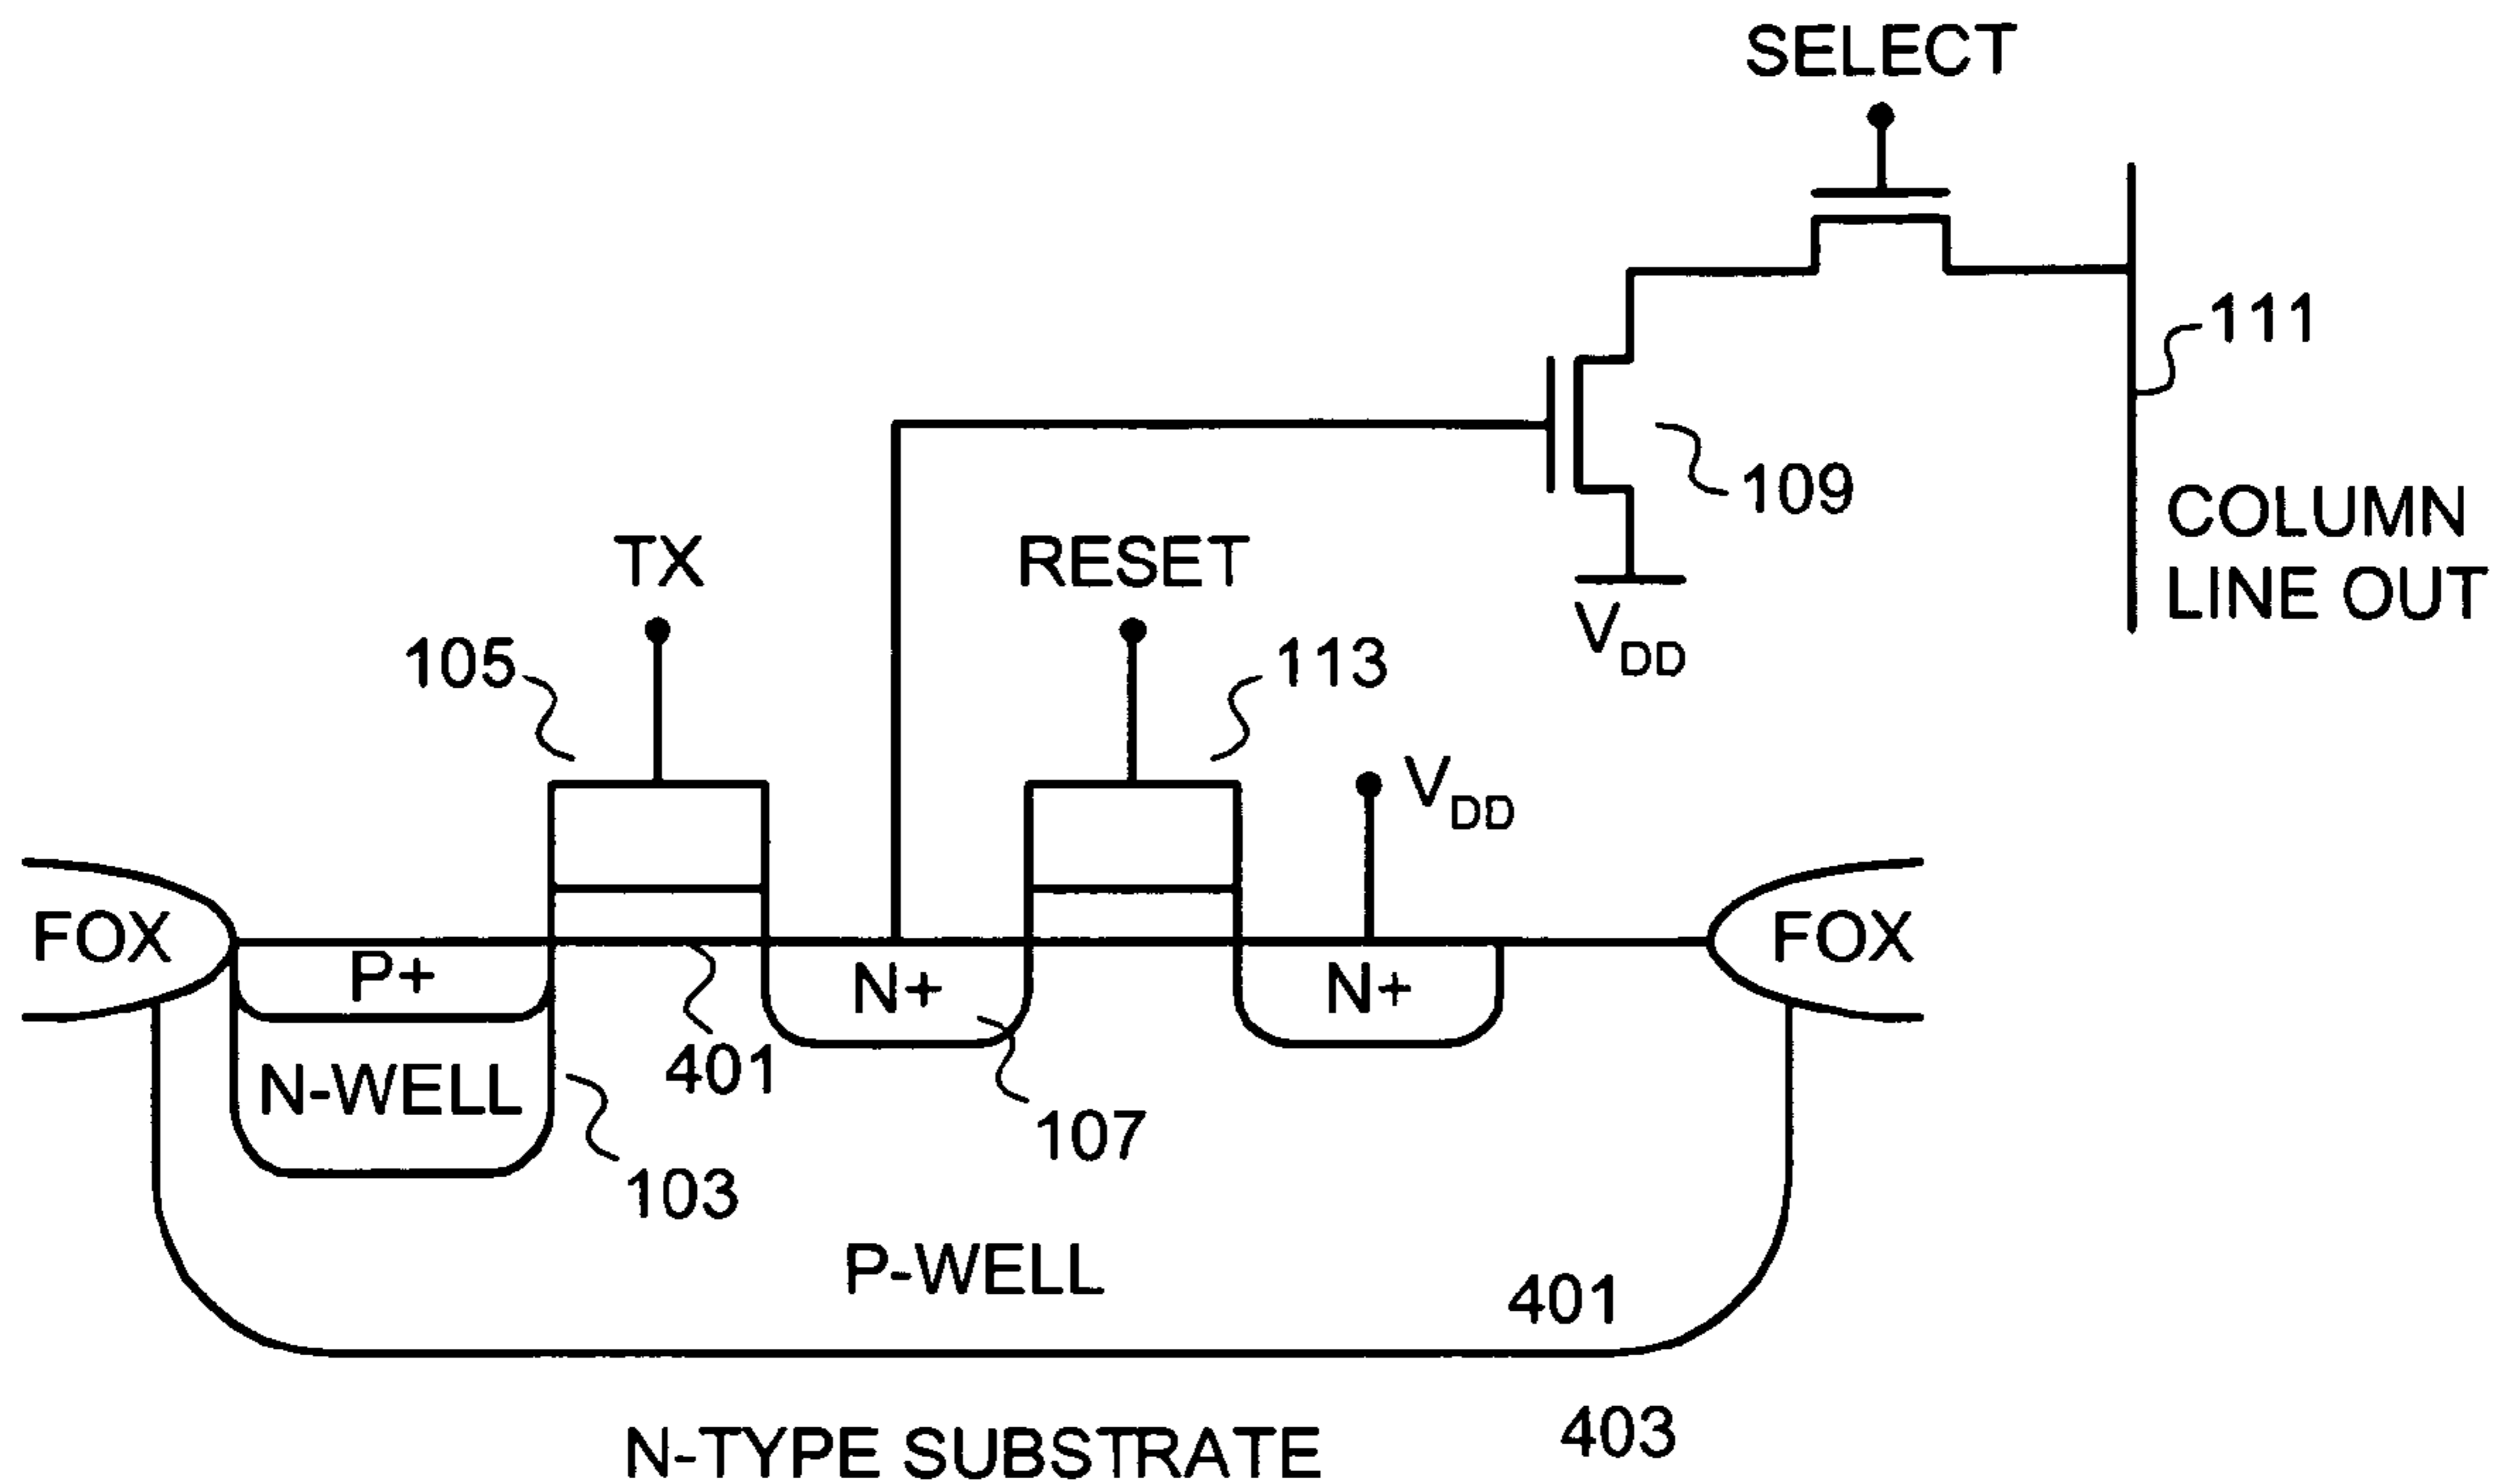 SELECT
111
109
COLUMN
LINE OUT
TX
RESET
VDD
105
113
VDD
FOX
FOX
P+
N+
N+
401
N-WELL
107
103
P-WELL
401
403
N-TYPE SUBSTRATE